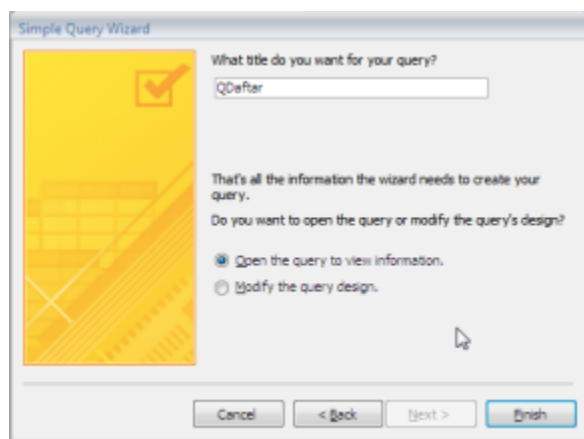 Simple Query Wizard
What title do you want for your query?
QDaftar
That's all the information the wizard needs to create your
query.
Do you want to open the query or modify the query's design?
Open the query to view information.
Modify the query design.
Cancel
< Back
Next >
Finish